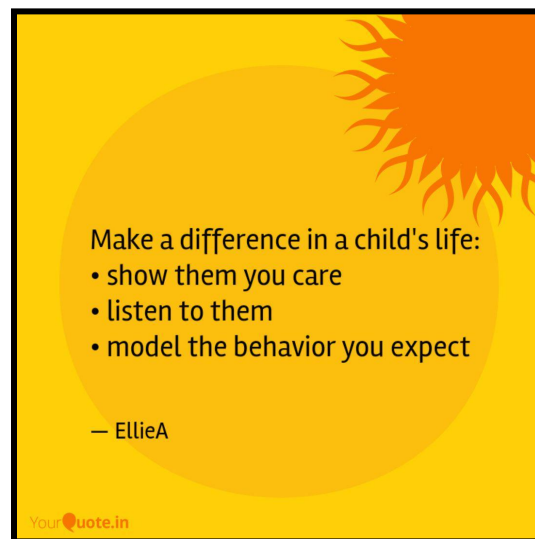 Make a difference in a child's life:
• show them you care
• listen to them
• model the behavior you expect
— EllieA
YourQuote.in